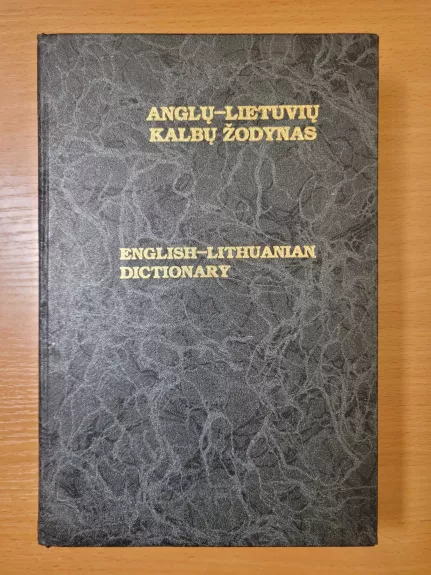 ANGLŲ-LIETUVIŲ
KALBŲ ŽODYNAS
ENGLISH-LITHUANIAN
DICTIONARY